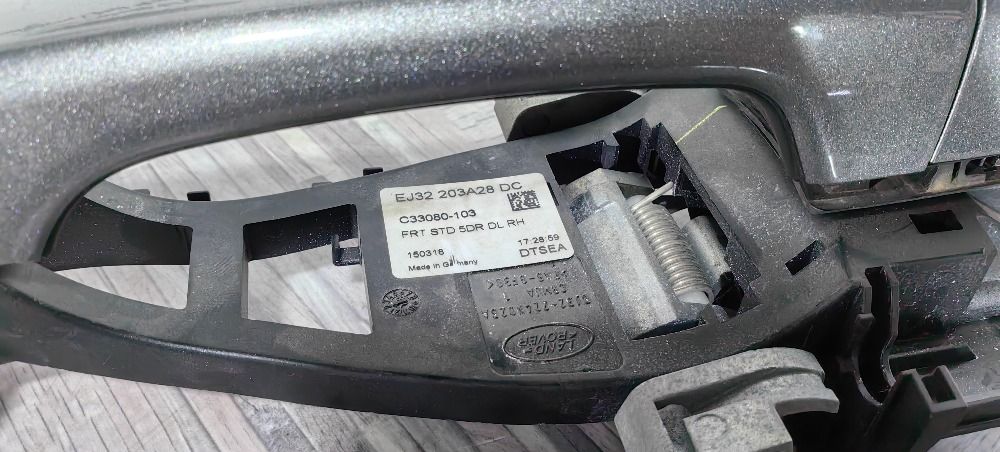 EJ32 203A28 DC
C33080-103
FRT STD 5DR DL RH
150316 17:28:59
Made in Germany DTSEA
LAND
ROVER